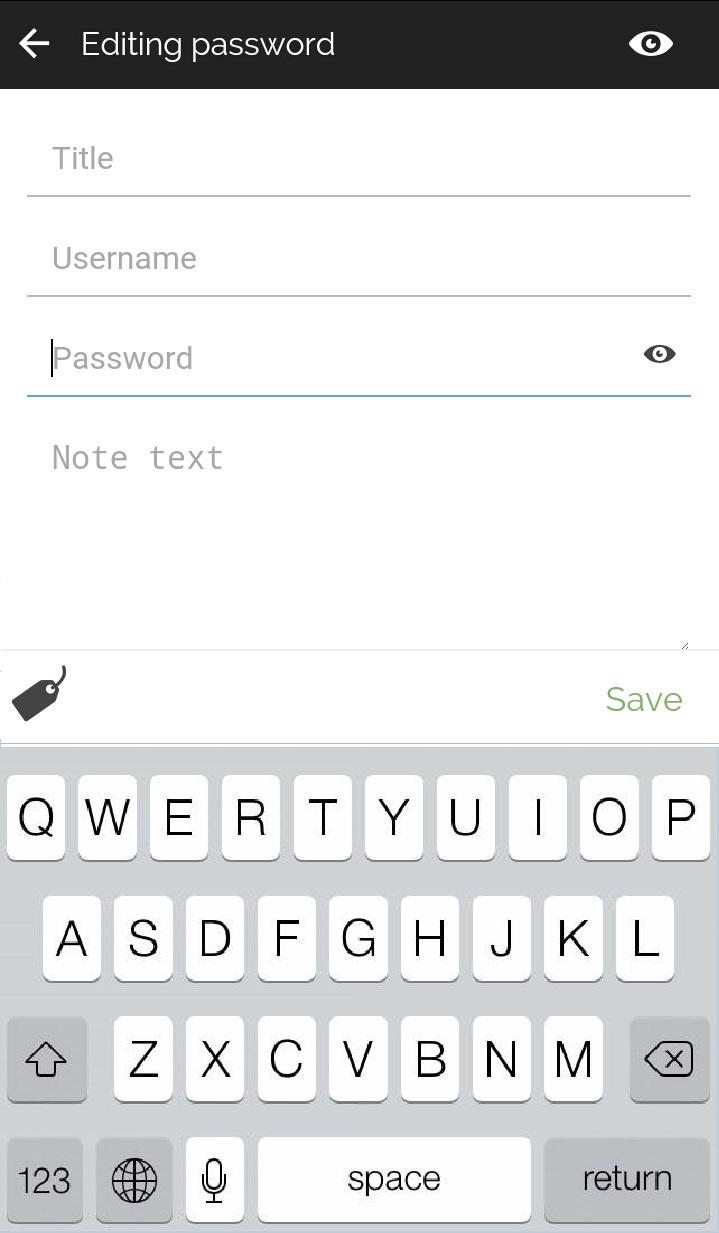 Editing password
Title
Username
Password
Note text
Save
Q W E R T Y U I O P
A S D F G H J K L
Z X C V B N M
123 space return